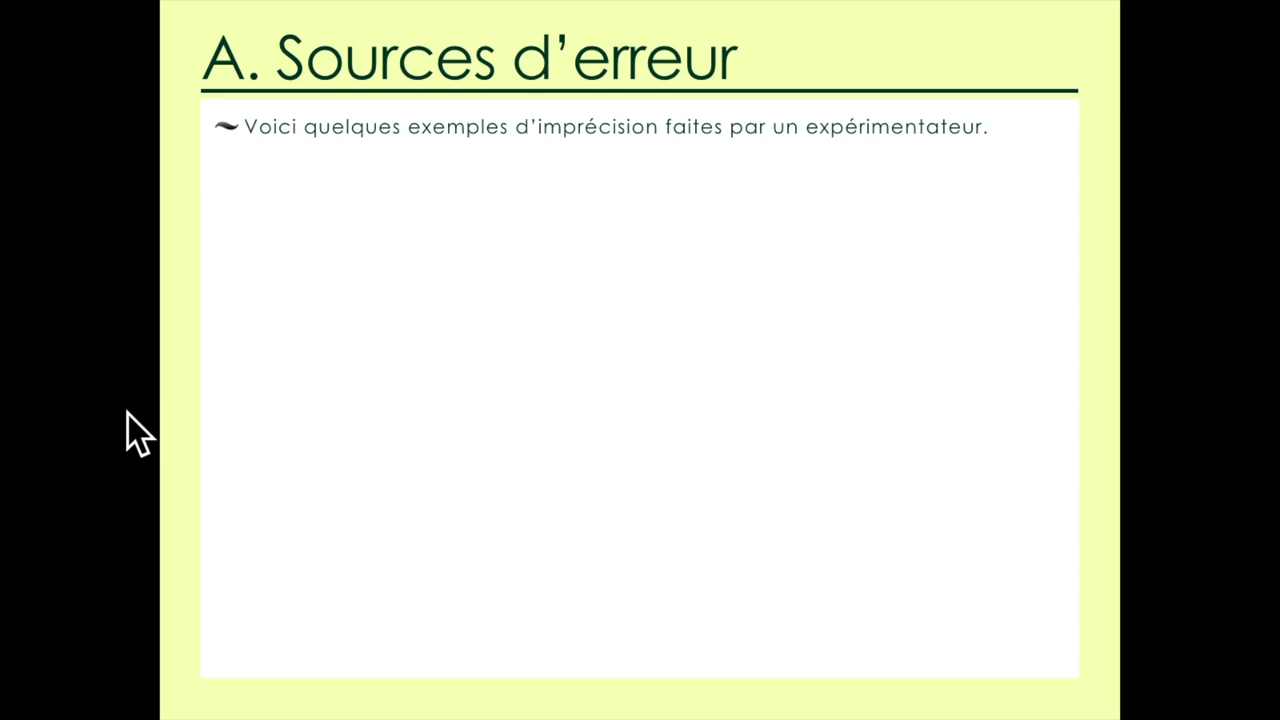 A. Sources d’erreur
Voici quelques exemples d’imprécision faites par un expérimentateur.